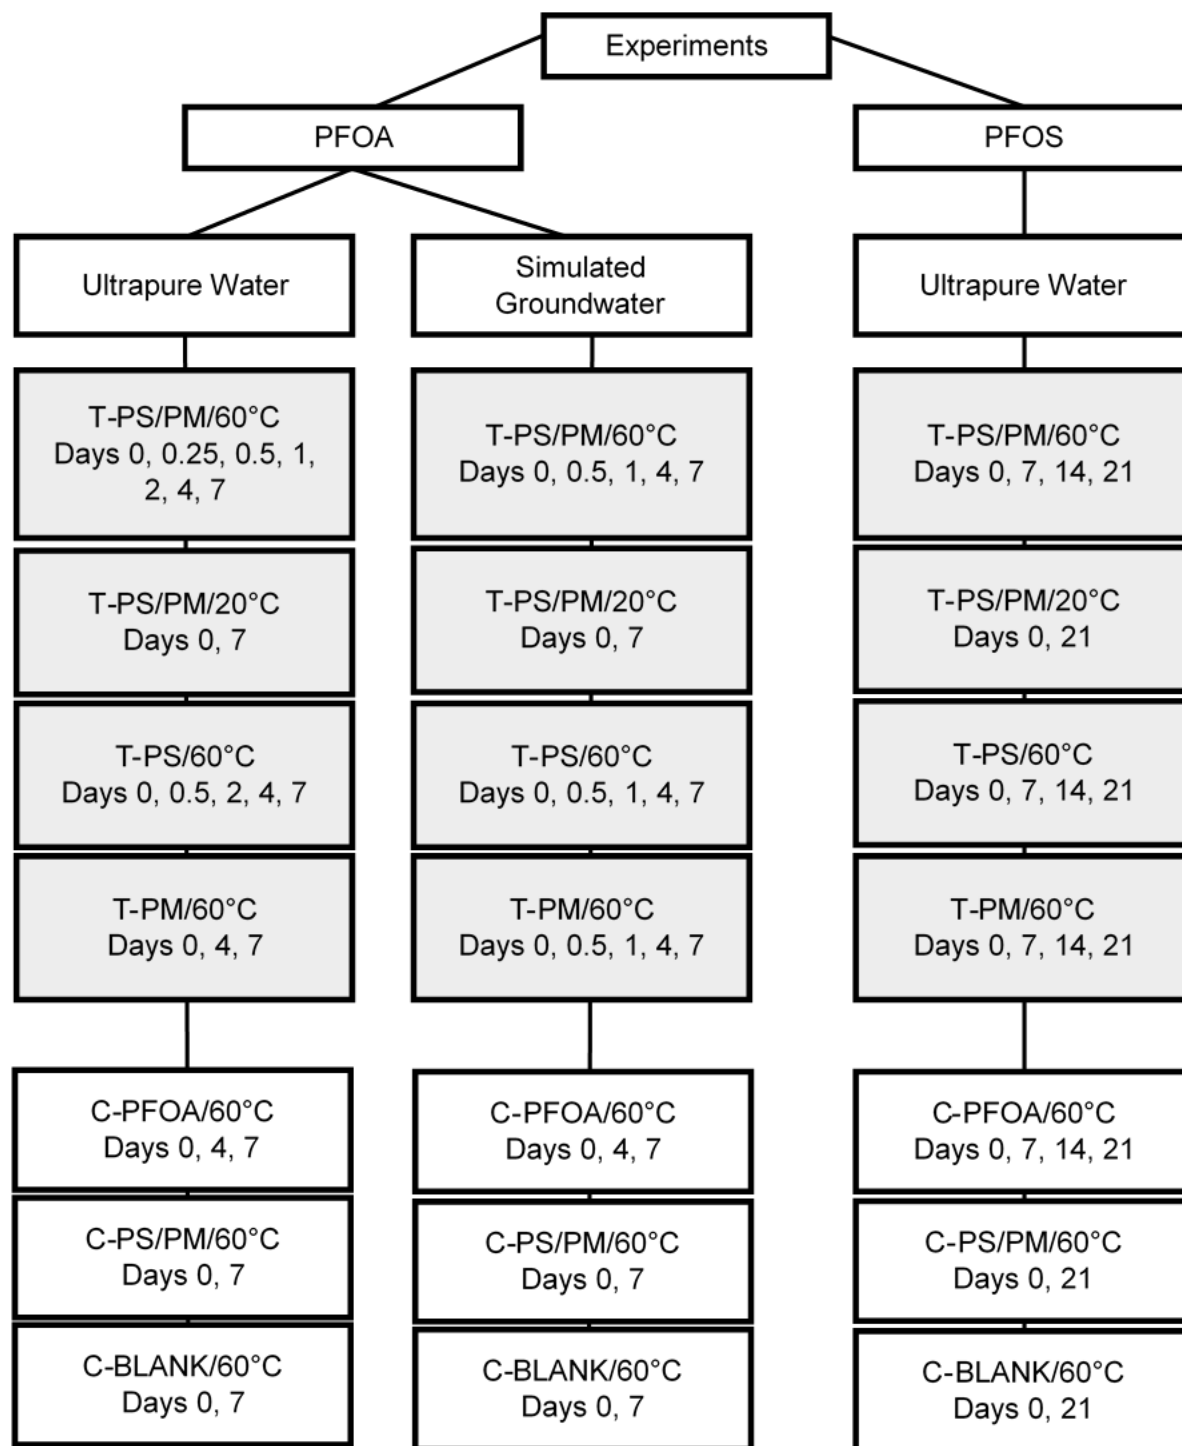 Experiments
PFOA
PFOS
Ultrapure Water
Simulated
Groundwater
Ultrapure Water
T-PS/PM/60°C
Days 0, 0.25, 0.5, 1,
2, 4, 7
T-PS/PM/60°C
Days 0, 0.5, 1, 4, 7
T-PS/PM/60°C
Days 0, 7, 14, 21
T-PS/PM/20°C
Days 0, 7
T-PS/PM/20°C
Days 0, 7
T-PS/PM/20°C
Days 0, 21
T-PS/60°C
Days 0, 0.5, 2, 4, 7
T-PS/60°C
Days 0, 0.5, 1, 4, 7
T-PS/60°C
Days 0, 7, 14, 21
T-PM/60°C
Days 0, 4, 7
T-PM/60°C
Days 0, 0.5, 1, 4, 7
T-PM/60°C
Days 0, 7, 14, 21
C-PFOA/60°C
Days 0, 4, 7
C-PFOA/60°C
Days 0, 4, 7
C-PFOA/60°C
Days 0, 7, 14, 21
C-PS/PM/60°C
Days 0, 7
C-PS/PM/60°C
Days 0, 7
C-PS/PM/60°C
Days 0, 21
C-BLANK/60°C
Days 0, 7
C-BLANK/60°C
Days 0, 7
C-BLANK/60°C
Days 0, 21